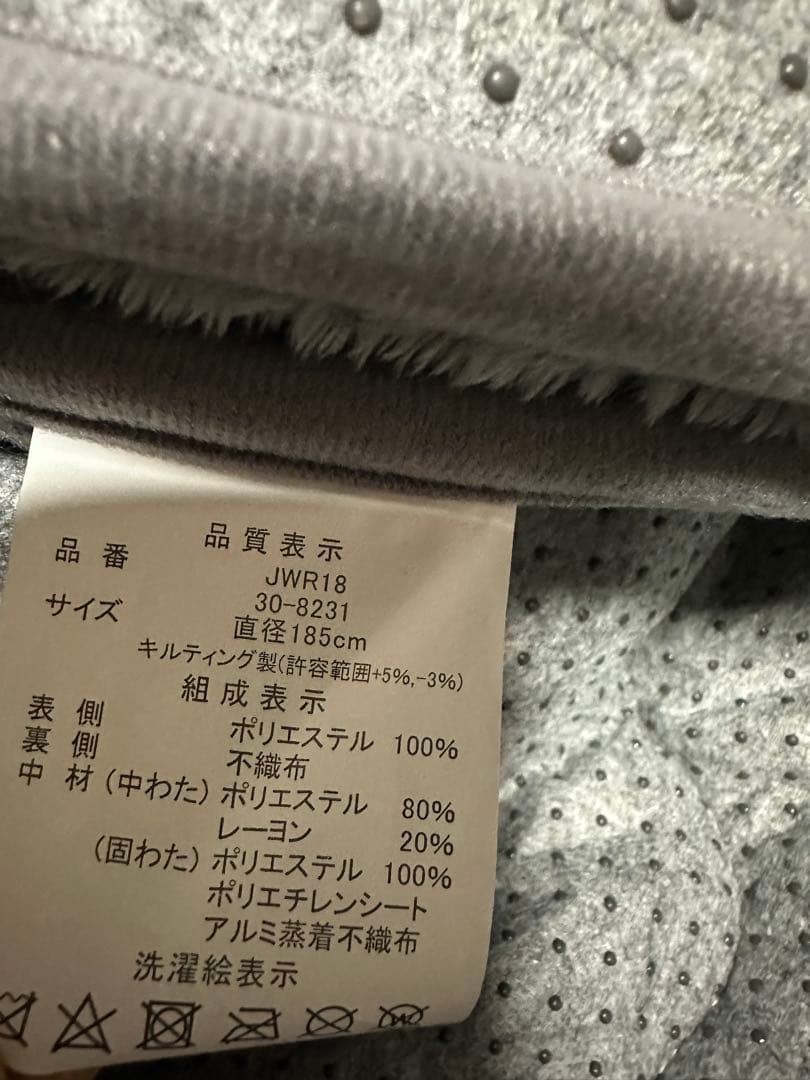 品質表示
品番 JWR18
30-8231
サイズ 直径185cm
キルティング製(許容範囲+5%,-3%)
組成表示
表側 ポリエステル 100%
裏側 不織布
中材(中わた) ポリエステル 80%
レーヨン 20%
(固わた) ポリエステル 100%
ポリエチレンシート
アルミ蒸着不織布
洗濯絵表示